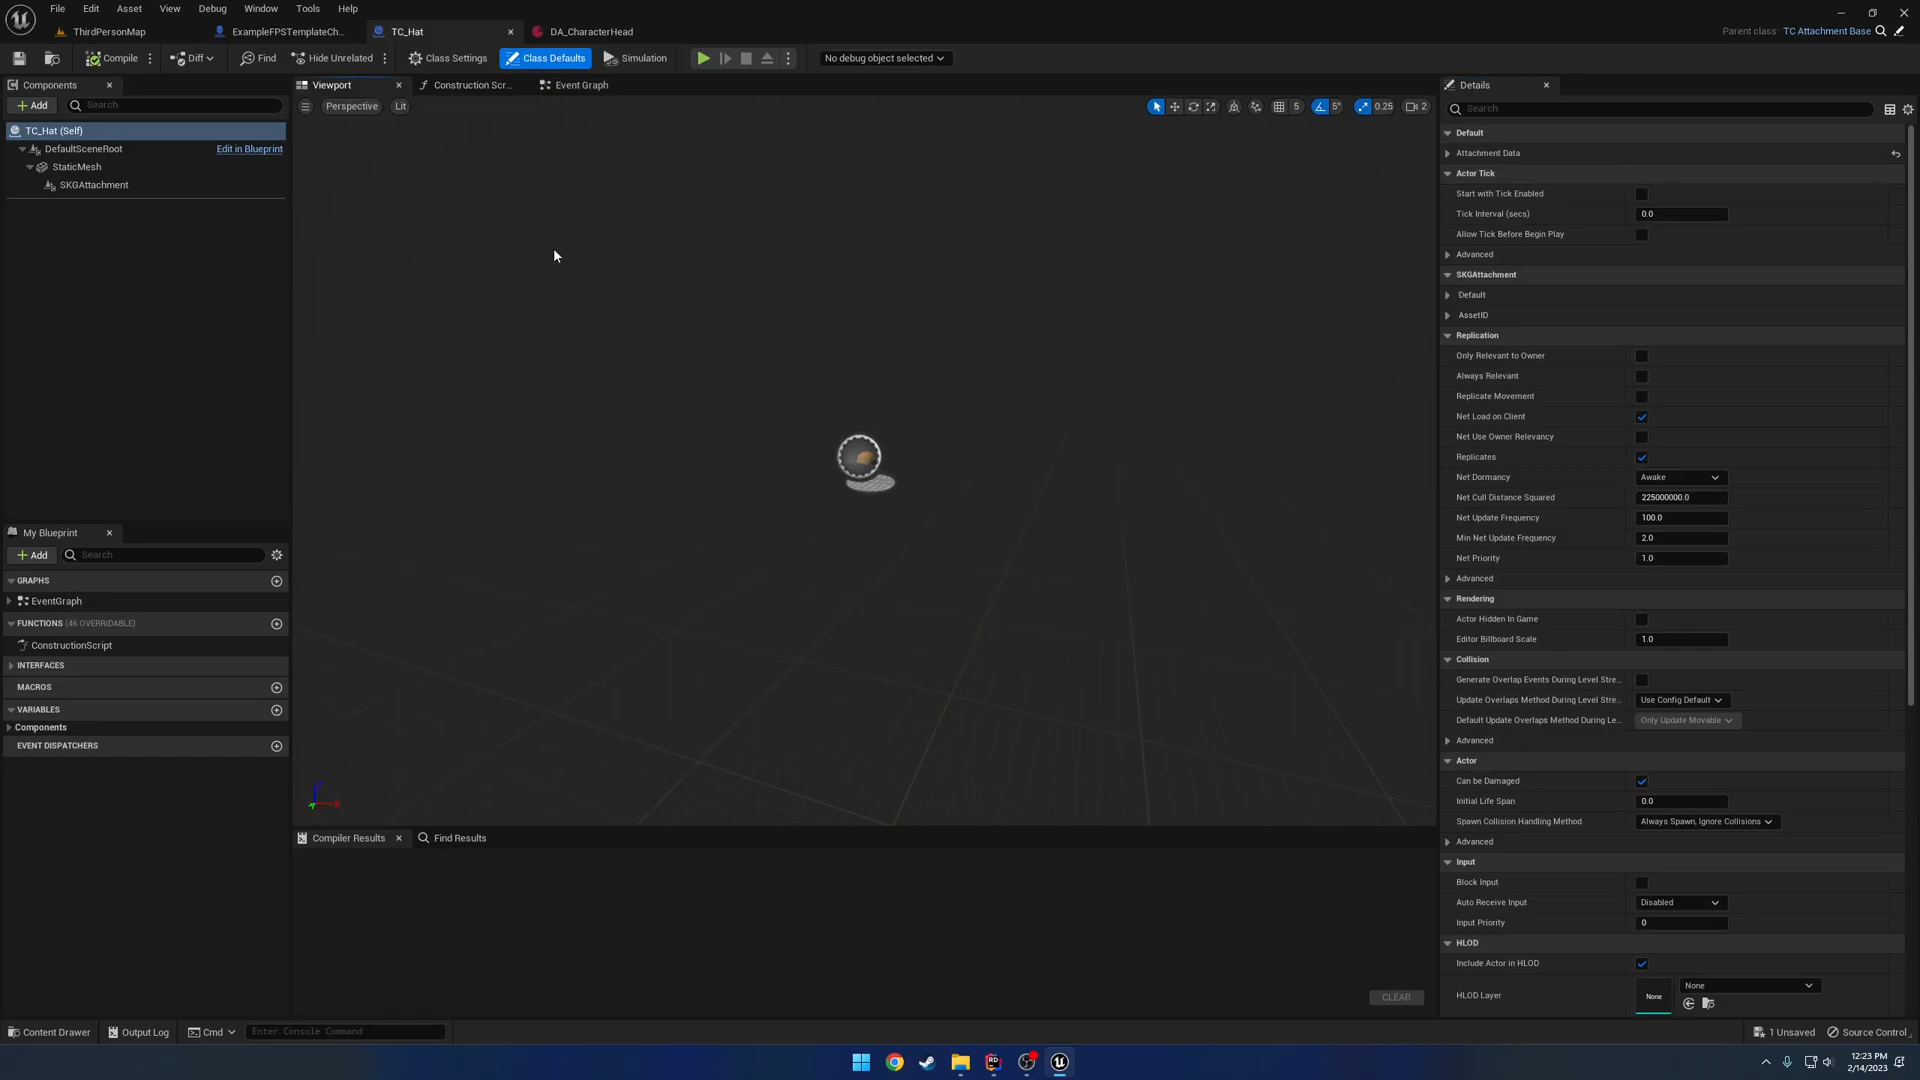 File Edit Asset View Debug Window Tools Help
ThirdPersonMap ExampleFPSTemplateCh... TC_Hat DA_CharacterHead
Parent class: TC Attachment Base
Compile Diff Find Hide Unrelated Class Settings Class Defaults Simulation No debug object selected
Components
Add Search
TC_Hat (Self)
DefaultSceneRoot Edit in Blueprint
StaticMesh
SKGAttachment
My Blueprint
Add Search
GRAPHS
EventGraph
FUNCTIONS (46 OVERRIDABLE)
ConstructionScript
INTERFACES
MACROS
VARIABLES
Components
EVENT DISPATCHERS
Viewport Construction Scr... Event Graph
Perspective Lit 5 5° 0.25 2
Compiler Results Find Results
CLEAR
Details
Search
Default
Attachment Data
Actor Tick
Start with Tick Enabled
Tick Interval (secs) 0.0
Allow Tick Before Begin Play
Advanced
SKGAttachment
Default
AssetID
Replication
Only Relevant to Owner
Always Relevant
Replicate Movement
Net Load on Client
Net Use Owner Relevancy
Replicates
Net Dormancy Awake
Net Cull Distance Squared 225000000.0
Net Update Frequency 100.0
Min Net Update Frequency 2.0
Net Priority 1.0
Advanced
Rendering
Actor Hidden In Game
Editor Billboard Scale 1.0
Collision
Generate Overlap Events During Level Stre...
Update Overlaps Method During Level Stre... Use Config Default
Default Update Overlaps Method During Le... Only Update Movable
Advanced
Actor
Can be Damaged
Initial Life Span 0.0
Spawn Collision Handling Method Always Spawn, Ignore Collisions
Advanced
Input
Block Input
Auto Receive Input Disabled
Input Priority 0
HLOD
Include Actor in HLOD
HLOD Layer None None
Content Drawer Output Log Cmd Enter Console Command 1 Unsaved Source Control
12:23 PM
2/14/2023